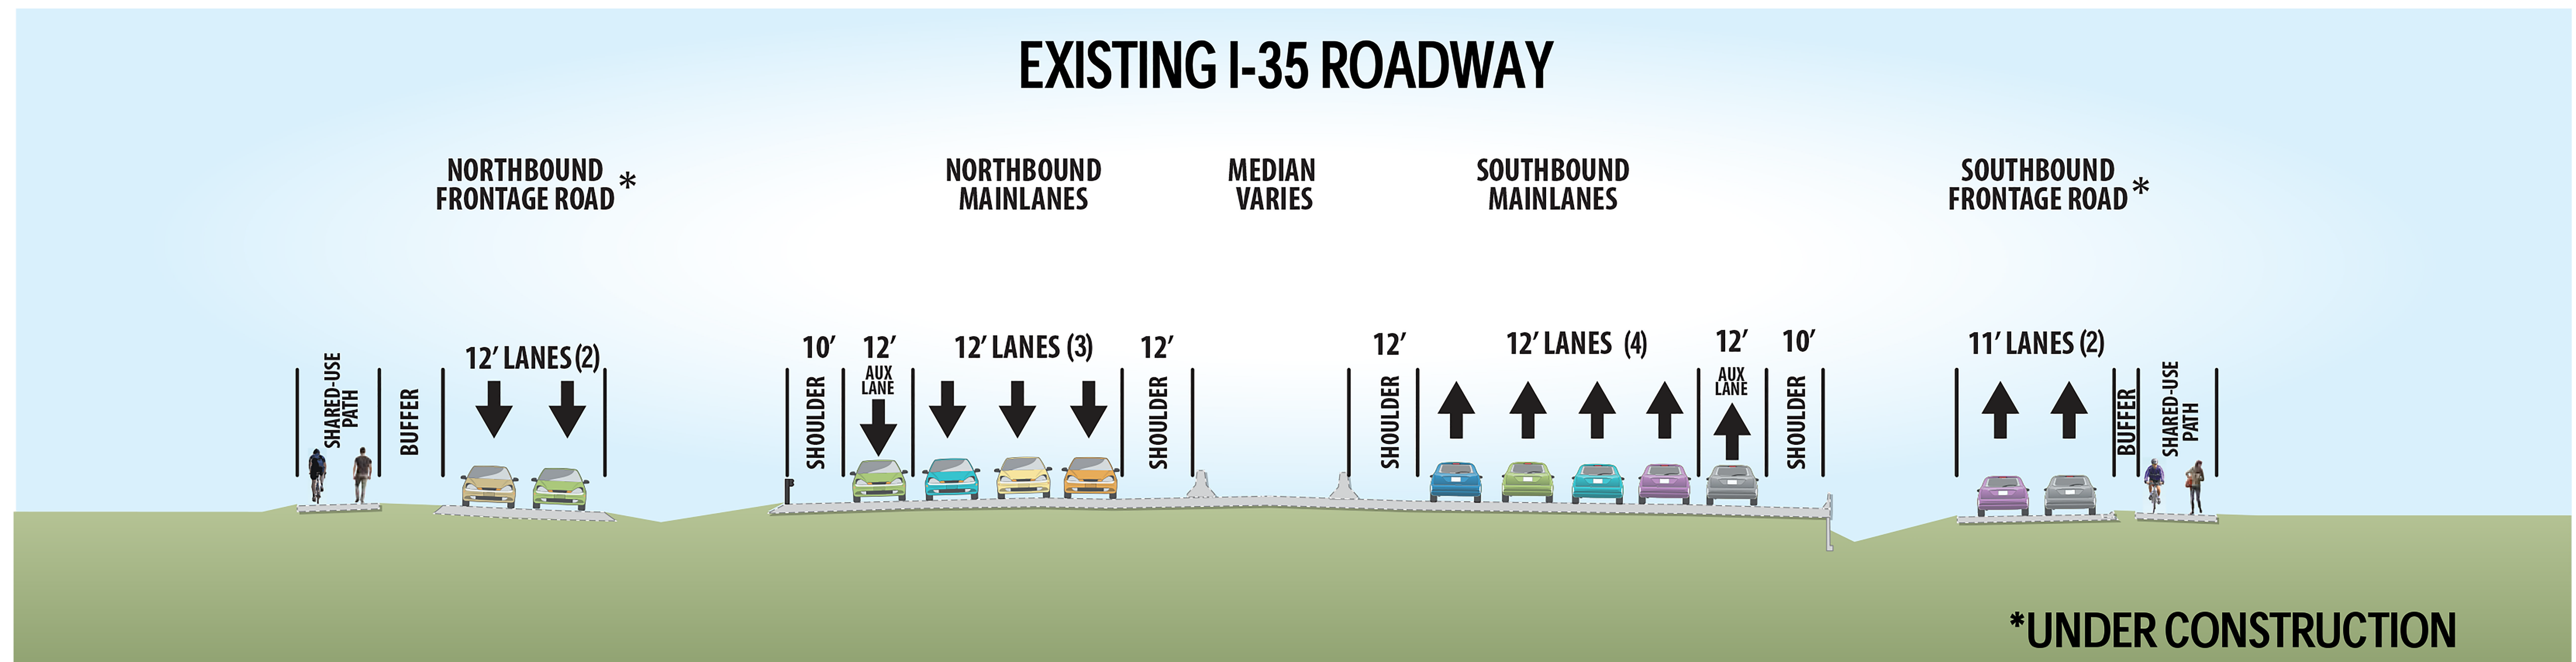 EXISTING I-35 ROADWAY
NORTHBOUND
FRONTAGE ROAD *
NORTHBOUND
MAINLANES
MEDIAN
VARIES
SOUTHBOUND
MAINLANES
SOUTHBOUND
FRONTAGE ROAD *
SHARED-USE
PATH
BUFFER
12' LANES (2)
10'
SHOULDER
12'
AUX
LANE
12' LANES (3)
12'
SHOULDER
12'
SHOULDER
12' LANES (4)
12'
AUX
LANE
10'
SHOULDER
11' LANES (2)
BUFFER
SHARED-USE
PATH
*UNDER CONSTRUCTION